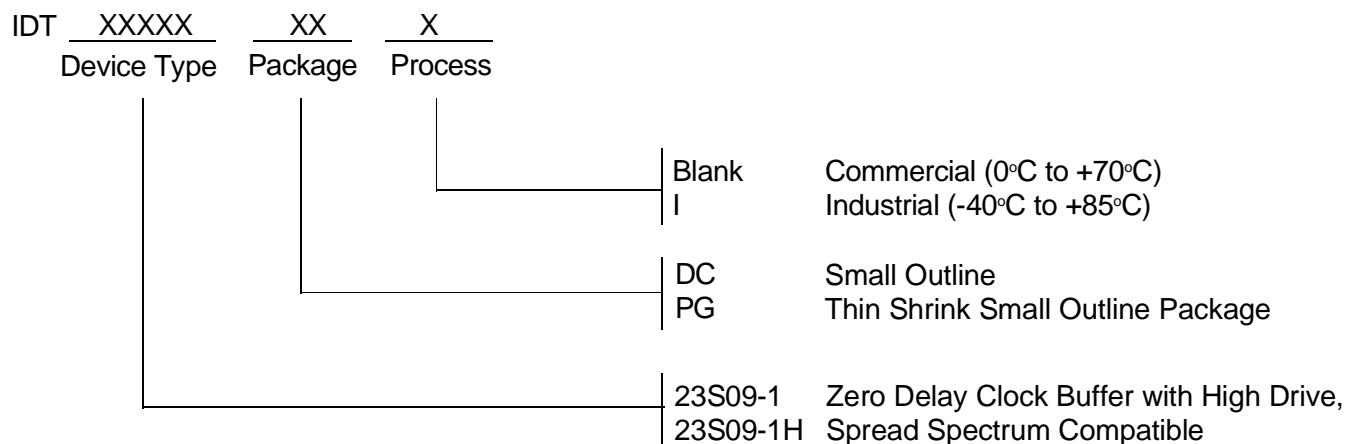 IDT XXXXX XX X
Device Type Package Process
Blank Commercial (0°C to +70°C)
I Industrial (-40°C to +85°C)
DC Small Outline
PG Thin Shrink Small Outline Package
23S09-1 Zero Delay Clock Buffer with High Drive,
23S09-1H Spread Spectrum Compatible